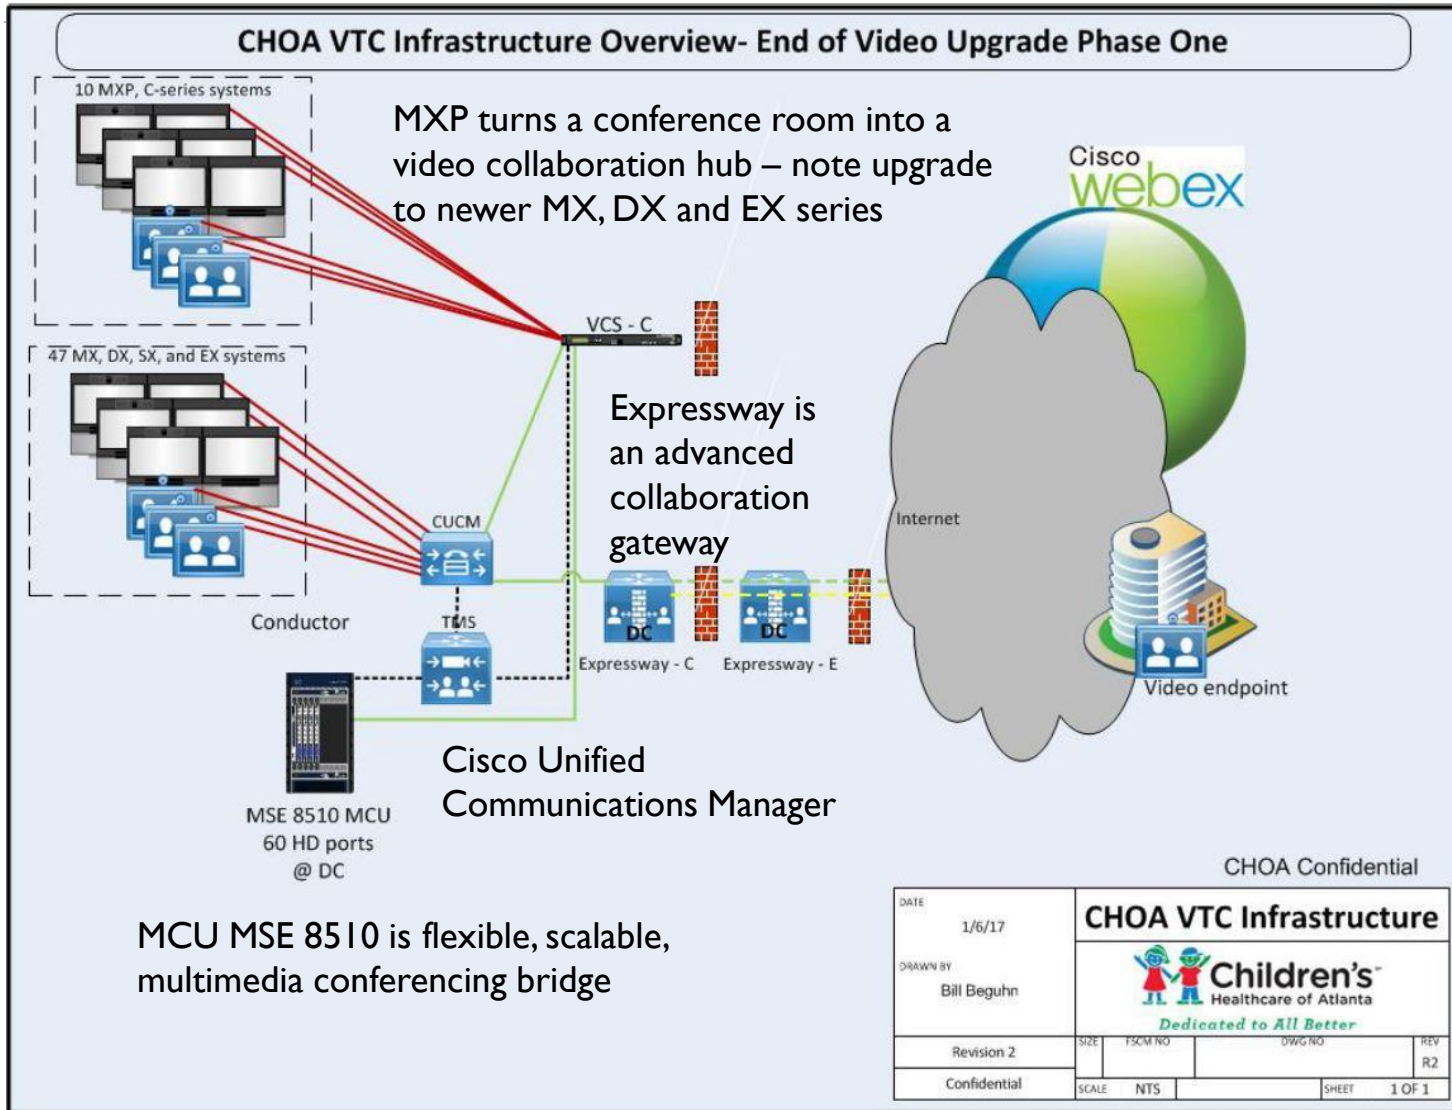 CHOA VTC Infrastructure Overview- End of Video Upgrade Phase One
10 MXP, C-series systems
MXP turns a conference room into a
video collaboration hub – note upgrade
to newer MX, DX and EX series
Cisco
webex
VCS - C
47 MX, DX, SX, and EX systems
Expressway is
an advanced
collaboration
gateway
Internet
CUCM
Conductor
TMS
DC
DC
Expressway - C
Expressway - E
Video endpoint
Cisco Unified
Communications Manager
MSE 8510 MCU
60 HD ports
@ DC
MCU MSE 8510 is flexible, scalable,
multimedia conferencing bridge
CHOA Confidential
DATE
1/6/17
DRAWN BY
Bill Beguhn
Revision 2
Confidential
CHOA VTC Infrastructure
Children's
Healthcare of Atlanta
Dedicated to All Better
SIZE
FSCM NO
DWG NO
REV
R2
SCALE
NTS
SHEET
1 OF 1